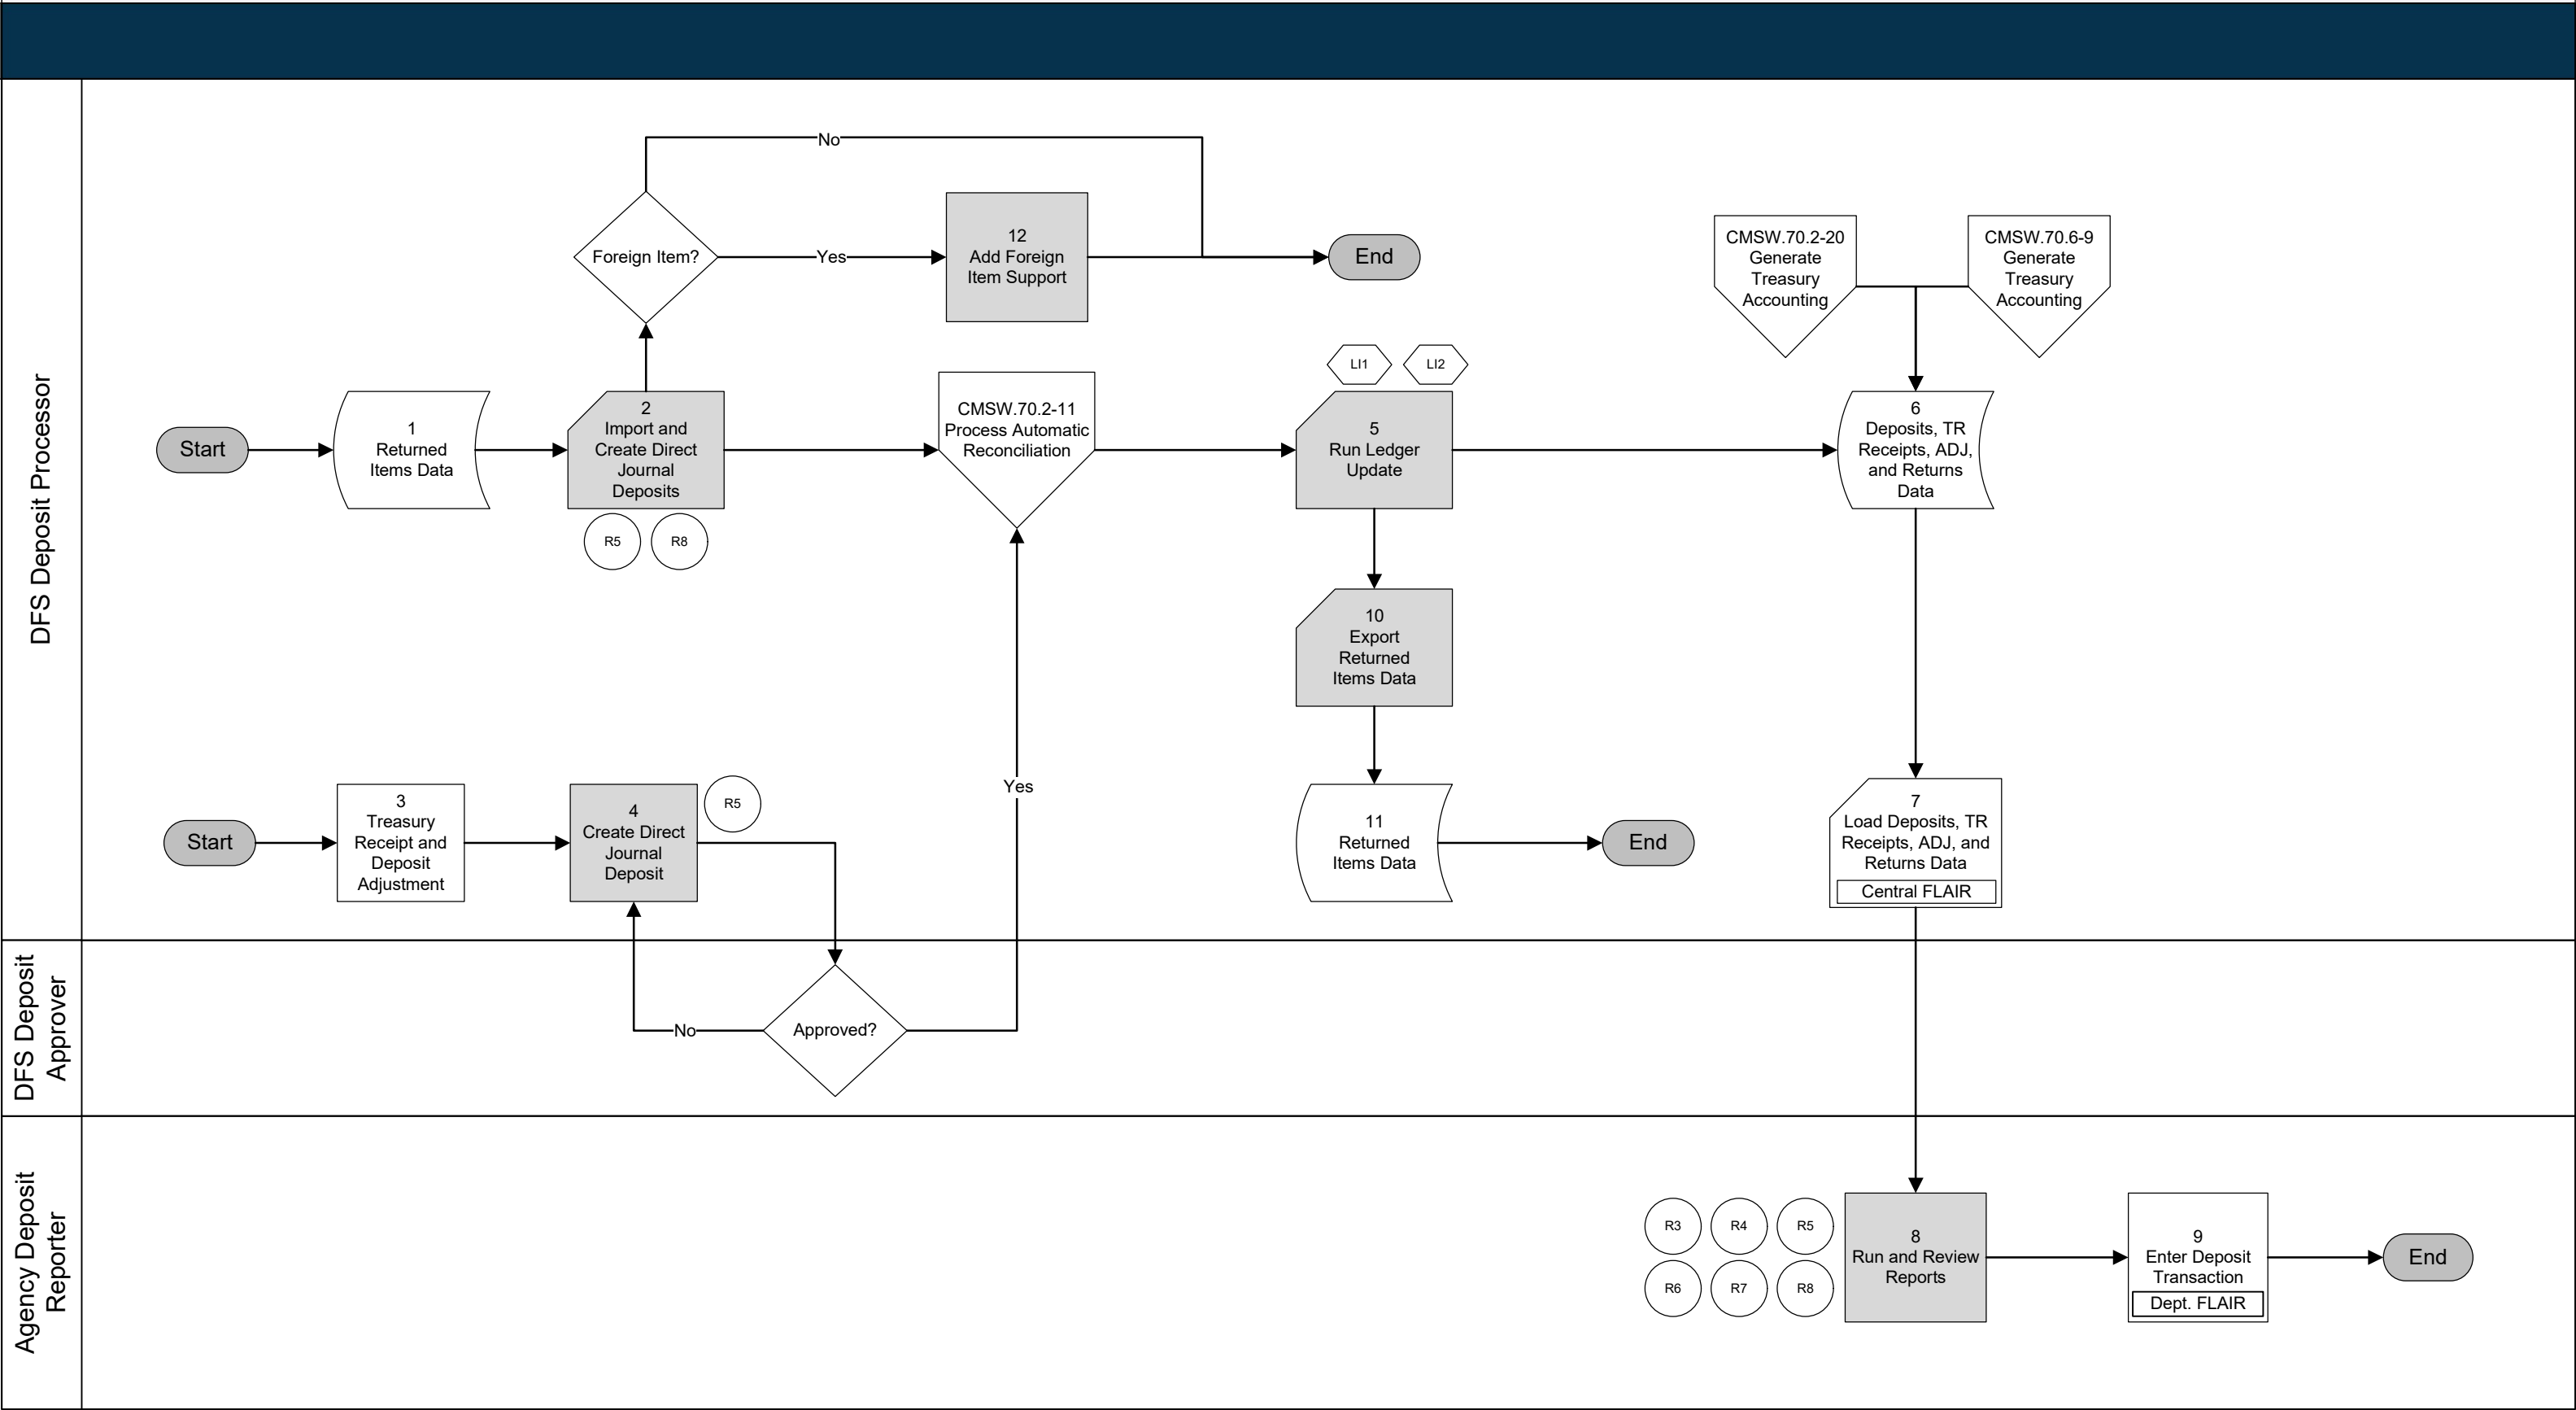 DFS Deposit Processor
No
Foreign Item?
Yes
12
Add Foreign
Item Support
End
CMSW.70.2-20
Generate
Treasury
Accounting
CMSW.70.6-9
Generate
Treasury
Accounting
LI1
LI2
Start
1
Returned
Items Data
2
Import and
Create Direct
Journal
Deposits
R5
R8
CMSW.70.2-11
Process Automatic
Reconciliation
5
Run Ledger
Update
6
Deposits, TR
Receipts, ADJ,
and Returns
Data
10
Export
Returned
Items Data
Yes
Start
3
Treasury
Receipt and
Deposit
Adjustment
4
Create Direct
Journal
Deposit
R5
11
Returned
Items Data
End
7
Load Deposits, TR
Receipts, ADJ, and
Returns Data
Central FLAIR
DFS Deposit
Approver
No
Approved?
Agency Deposit
Reporter
R3
R4
R5
R6
R7
R8
8
Run and Review
Reports
9
Enter Deposit
Transaction
Dept. FLAIR
End